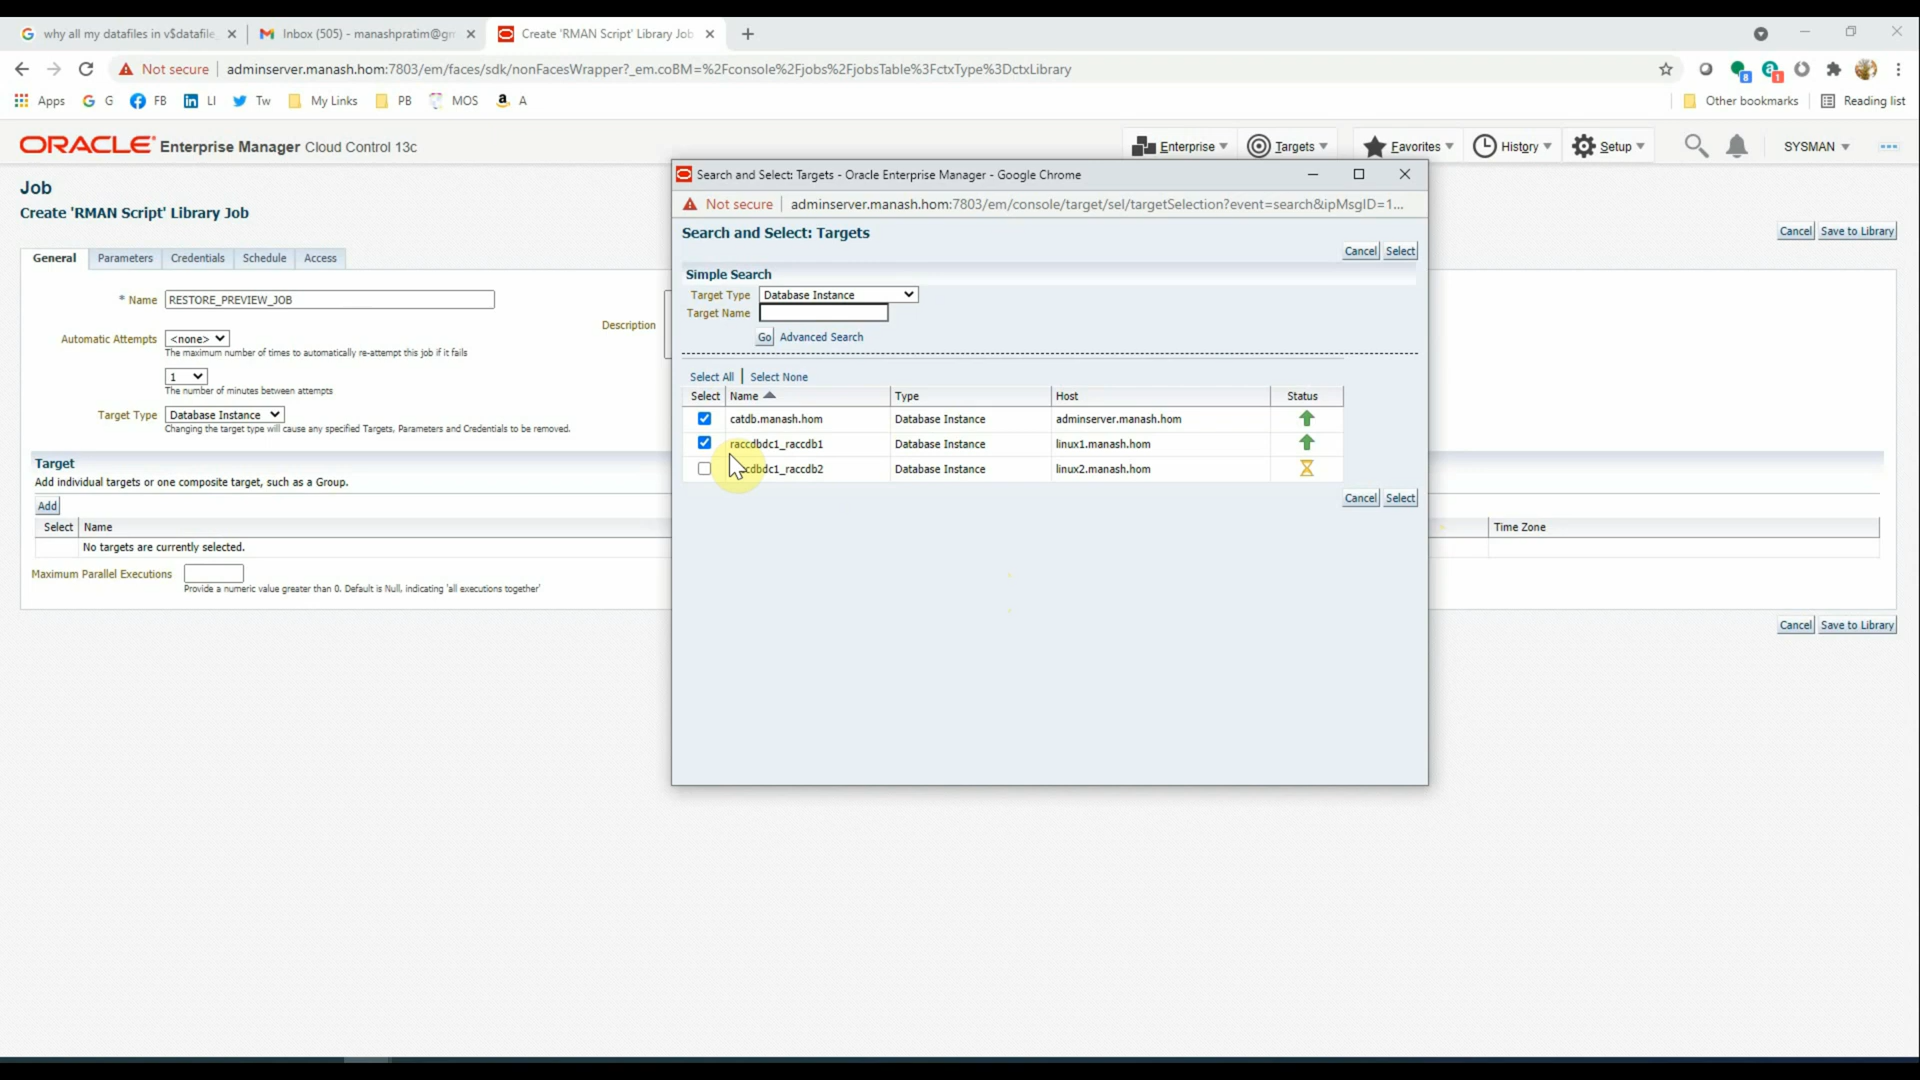 why all my datafiles in v$datafile
Inbox (505) - manashpratim@gm
Create 'RMAN Script' Library Job
Not secure
adminserver.manash.hom:7803/em/faces/sdk/nonFacesWrapper?_em.coBM=%2Fconsole%2Fjobs%2FjobsTable%3FctxType%3DctxLibrary
8
1
Apps
G
FB
LI
Tw
My Links
PB
MOS
A
Other bookmarks
Reading list
ORACLE Enterprise Manager Cloud Control 13c
Enterprise
Targets
Favorites
History
Setup
SYSMAN
Job
Create 'RMAN Script' Library Job
Cancel
Save to Library
General
Parameters
Credentials
Schedule
Access
* Name
RESTORE_PREVIEW_JOB
Description
Automatic Attempts
<none>
The maximum number of times to automatically re-attempt this job if it fails
1
The number of minutes between attempts
Target Type
Database Instance
Changing the target type will cause any specified Targets, Parameters and Credentials to be removed.
Target
Add individual targets or one composite target, such as a Group.
Add
Select
Name
Time Zone
No targets are currently selected.
Maximum Parallel Executions
Provide a numeric value greater than 0. Default is Null, indicating 'all executions together'
Cancel
Save to Library
Search and Select: Targets - Oracle Enterprise Manager - Google Chrome
Not secure
adminserver.manash.hom:7803/em/console/target/sel/targetSelection?event=search&ipMsgID=1...
Search and Select: Targets
Cancel
Select
Simple Search
Target Type
Database Instance
Target Name
Go
Advanced Search
Select All
Select None
Select
Name
Type
Host
Status
catdb.manash.hom
Database Instance
adminserver.manash.hom
raccdbdc1_raccdb1
Database Instance
linux1.manash.hom
cdbdc1_raccdb2
Database Instance
linux2.manash.hom
Cancel
Select